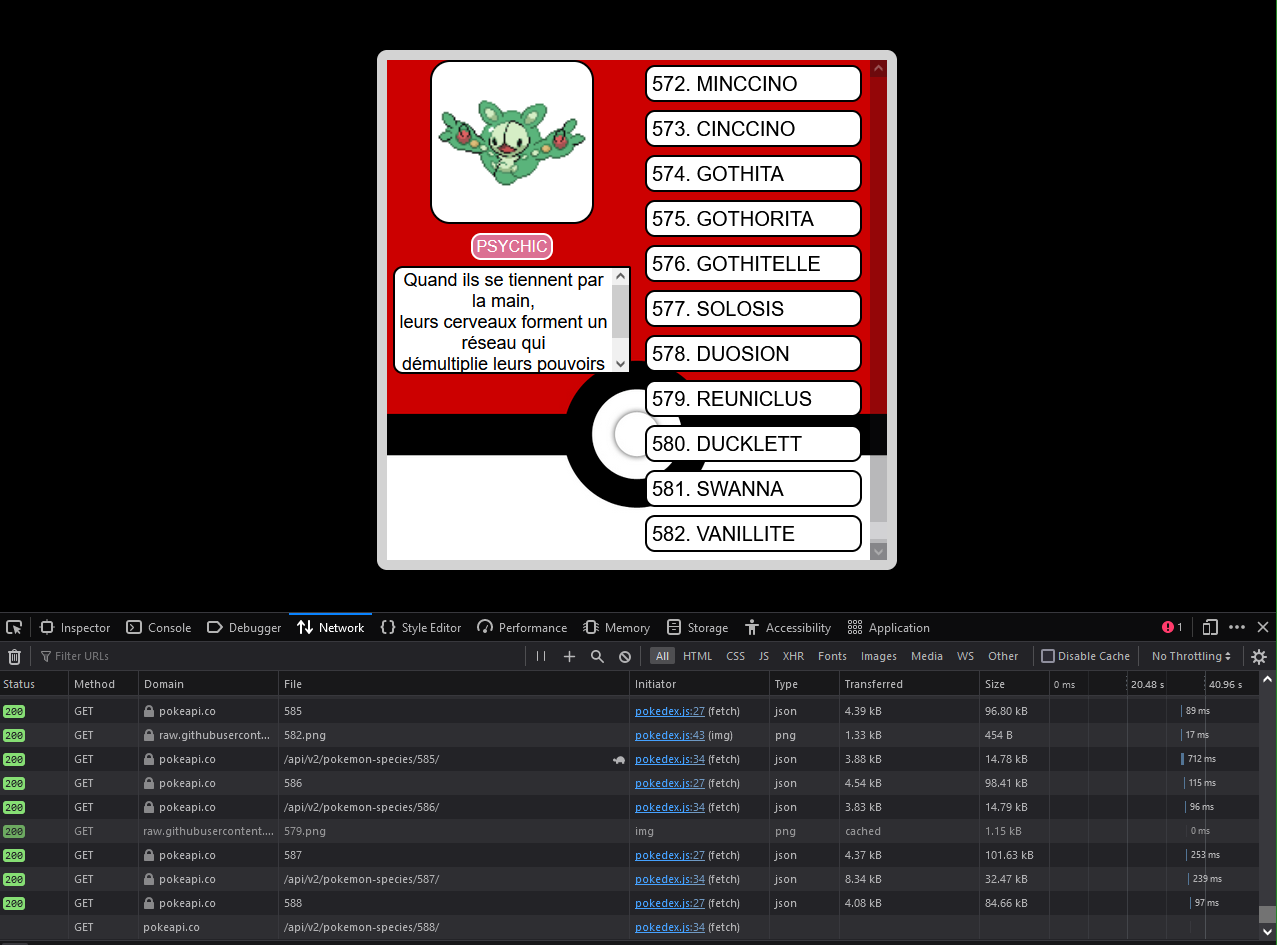 572. MINCCINO
573. CINCCINO
574. GOTHITA
575. GOTHORITA
576. GOTHITELLE
577. SOLOSIS
578. DUOSION
579. REUNICLUS
580. DUCKLETT
581. SWANNA
582. VANILLITE
PSYCHIC
Quand ils se tiennent par
la main,
leurs cerveaux forment un
réseau qui
démultiplie leurs pouvoirs
Inspector Console Debugger Network Style Editor Performance Memory Storage Accessibility Application 1
Filter URLs All HTML CSS JS XHR Fonts Images Media WS Other Disable Cache No Throttling
Status Method Domain File Initiator Type Transferred Size 0 ms 20.48 s 40.96 s
200 GET pokeapi.co 585 pokedex.js:27 (fetch) json 4.39 kB 96.80 kB 89 ms
200 GET raw.githubusercont... 582.png pokedex.js:43 (img) png 1.33 kB 454 B 17 ms
200 GET pokeapi.co /api/v2/pokemon-species/585/ pokedex.js:34 (fetch) json 3.88 kB 14.78 kB 712 ms
200 GET pokeapi.co 586 pokedex.js:27 (fetch) json 4.54 kB 98.41 kB 115 ms
200 GET pokeapi.co /api/v2/pokemon-species/586/ pokedex.js:34 (fetch) json 3.83 kB 14.79 kB 96 ms
200 GET raw.githubusercontent.... 579.png img png cached 1.15 kB 0 ms
200 GET pokeapi.co 587 pokedex.js:27 (fetch) json 4.37 kB 101.63 kB 253 ms
200 GET pokeapi.co /api/v2/pokemon-species/587/ pokedex.js:34 (fetch) json 8.34 kB 32.47 kB 239 ms
200 GET pokeapi.co 588 pokedex.js:27 (fetch) json 4.08 kB 84.66 kB 97 ms
GET pokeapi.co /api/v2/pokemon-species/588/ pokedex.js:34 (fetch)